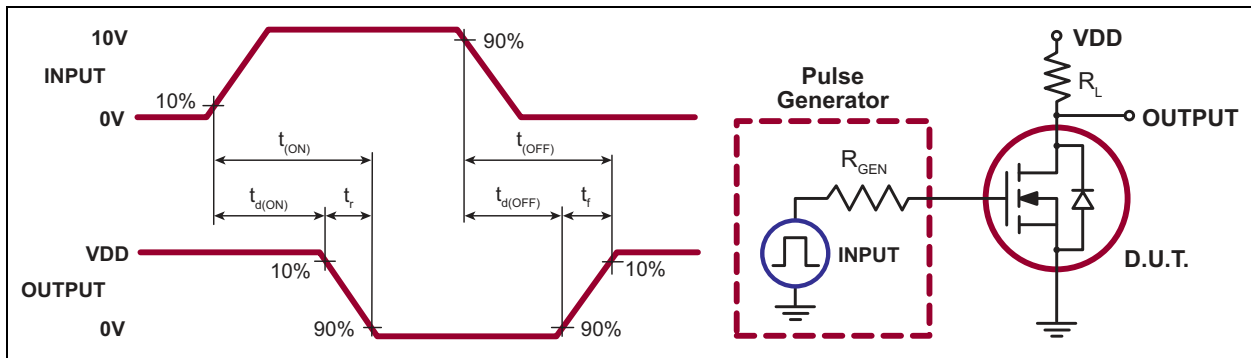 10V
INPUT
0V
10%
90%
t(ON)
t(OFF)
td(ON)
tr
td(OFF)
tf
VDD
OUTPUT
0V
10%
90%
90%
10%
Pulse
Generator
RGEN
INPUT
VDD
RL
OUTPUT
D.U.T.